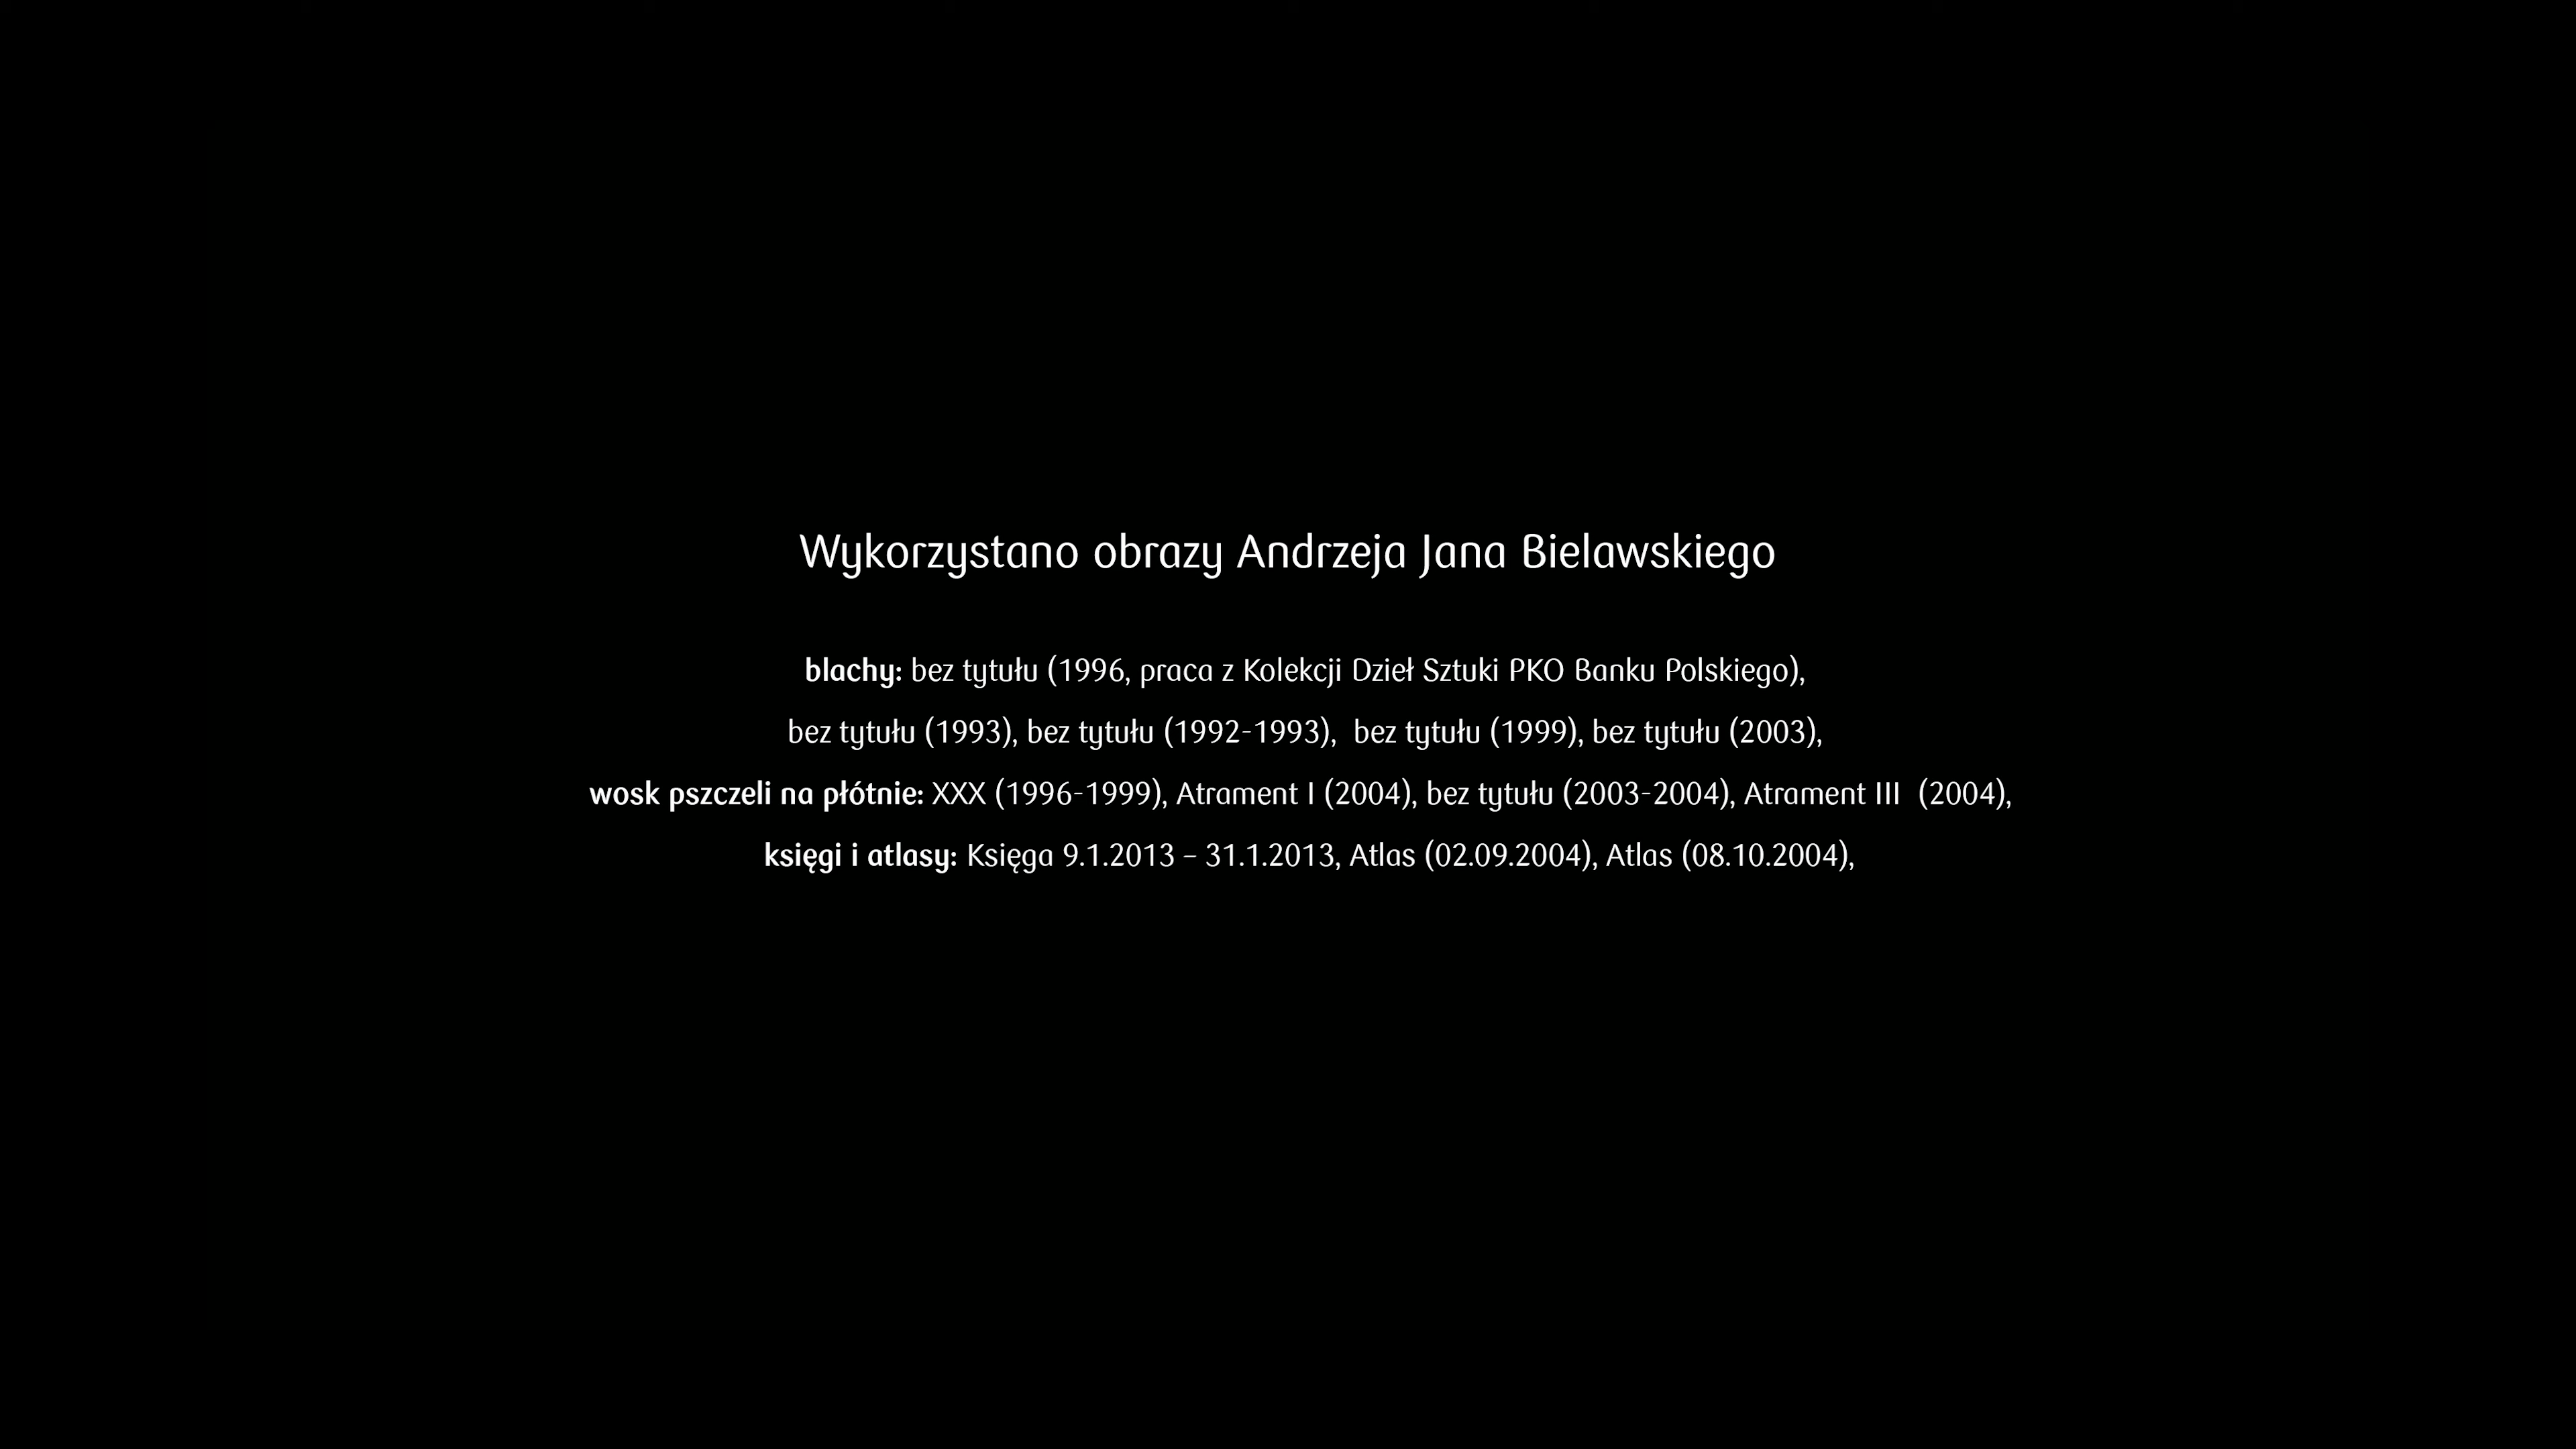 Wykorzystano obrazy Andrzeja Jana Bielawskiego
blachy: bez tytułu (1996, praca z Kolekcji Dzieł Sztuki PKO Banku Polskiego),
bez tytułu (1993), bez tytułu (1992-1993),  bez tytułu (1999), bez tytułu (2003),
wosk pszczeli na płótnie: XXX (1996-1999), Atrament I (2004), bez tytułu (2003-2004), Atrament III  (2004),
księgi i atlasy: Księga 9.1.2013 – 31.1.2013, Atlas (02.09.2004), Atlas (08.10.2004),